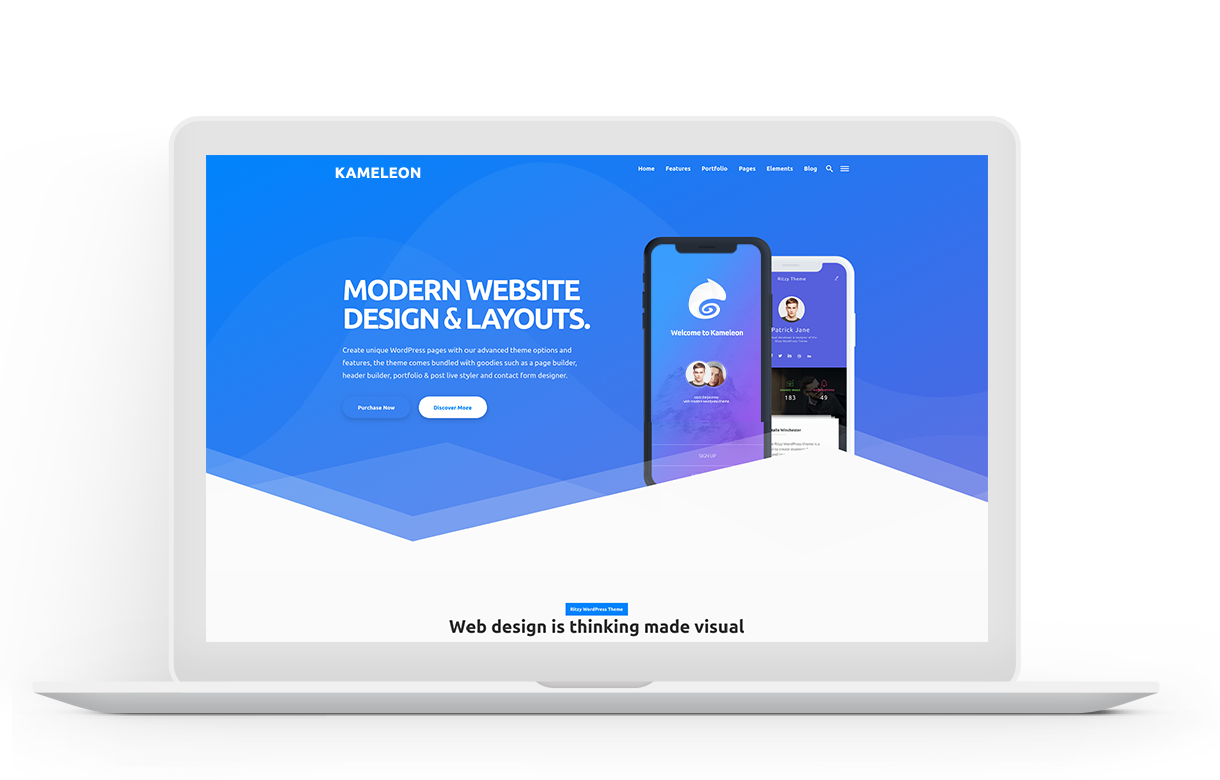 KAMELEON
Home Features Portfolio Pages Elements Blog
MODERN WEBSITE
DESIGN & LAYOUTS.
Create unique WordPress pages with our advanced theme options and
features, the theme comes bundled with goodies such as a page builder,
header builder, portfolio & post live styler and contact form designer.
Purchase Now
Discover More
Welcome to Kameleon
SIGN UP
Ritzy Theme
Patrick Jane
183 49
Ritzy WordPress Theme
Web design is thinking made visual